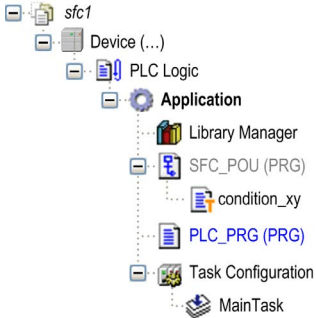 sfc1
Device (...)
PLC Logic
Application
Library Manager
SFC_POU (PRG)
condition_xy
PLC_PRG (PRG)
Task Configuration
MainTask